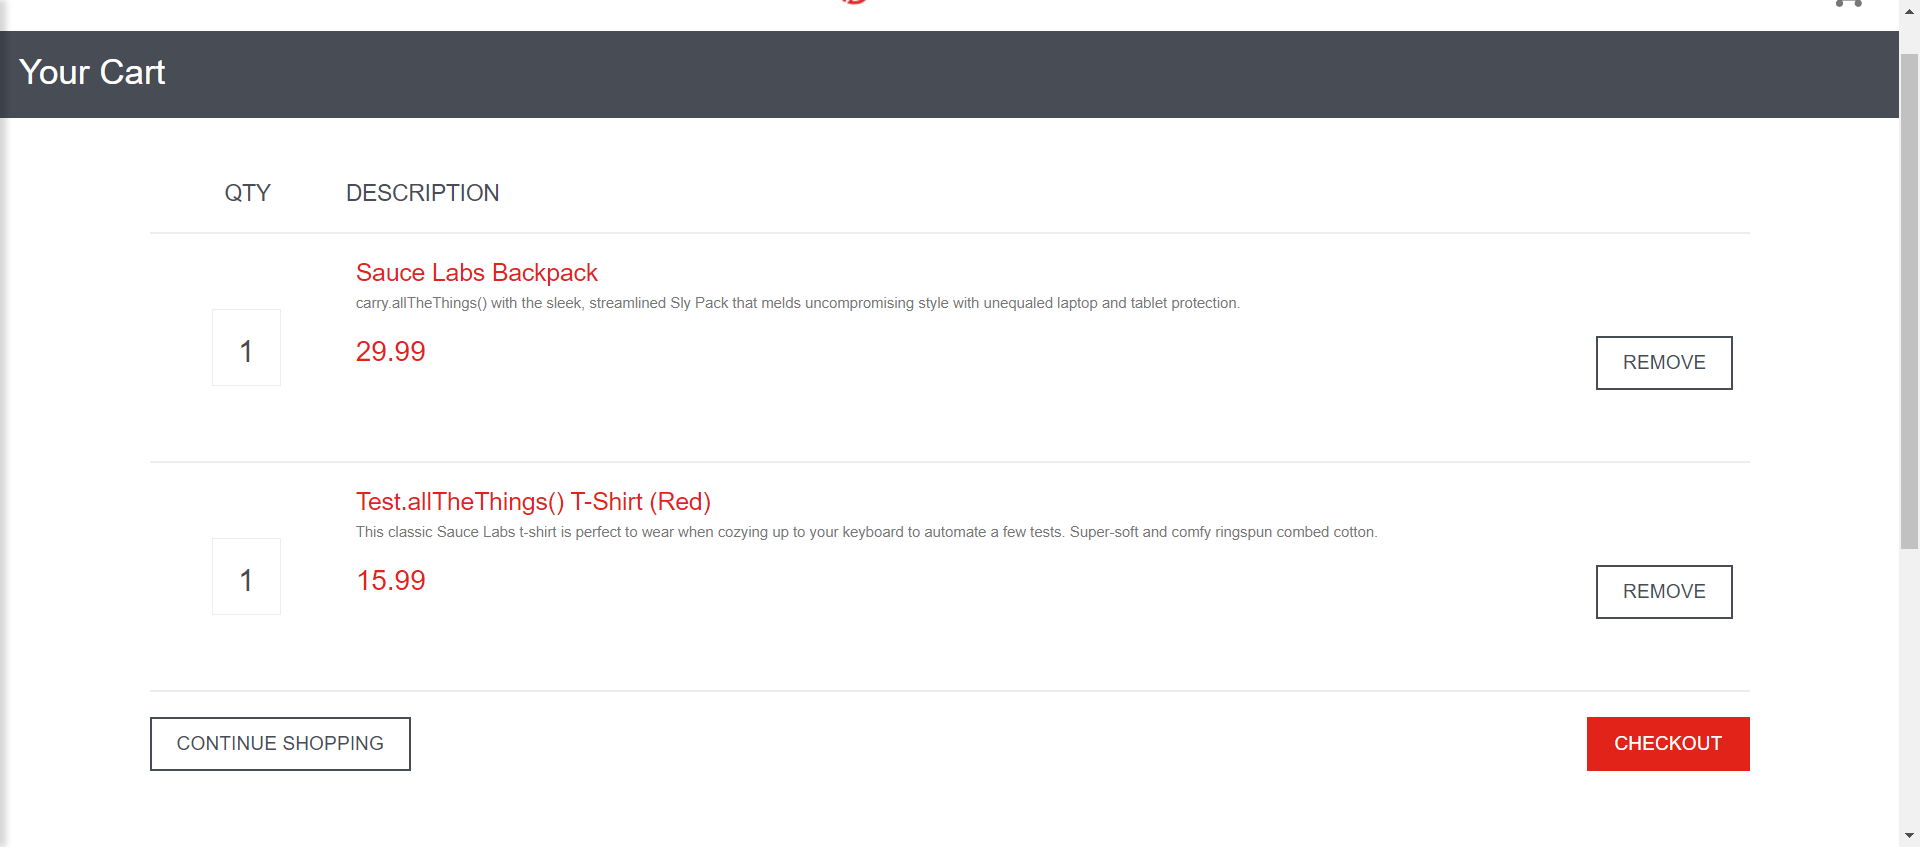 Your Cart
QTY DESCRIPTION
Sauce Labs Backpack
carry.allTheThings() with the sleek, streamlined Sly Pack that melds uncompromising style with unequaled laptop and tablet protection.
1
29.99
REMOVE
Test.allTheThings() T-Shirt (Red)
This classic Sauce Labs t-shirt is perfect to wear when cozying up to your keyboard to automate a few tests. Super-soft and comfy ringspun combed cotton.
1
15.99
REMOVE
CONTINUE SHOPPING
CHECKOUT